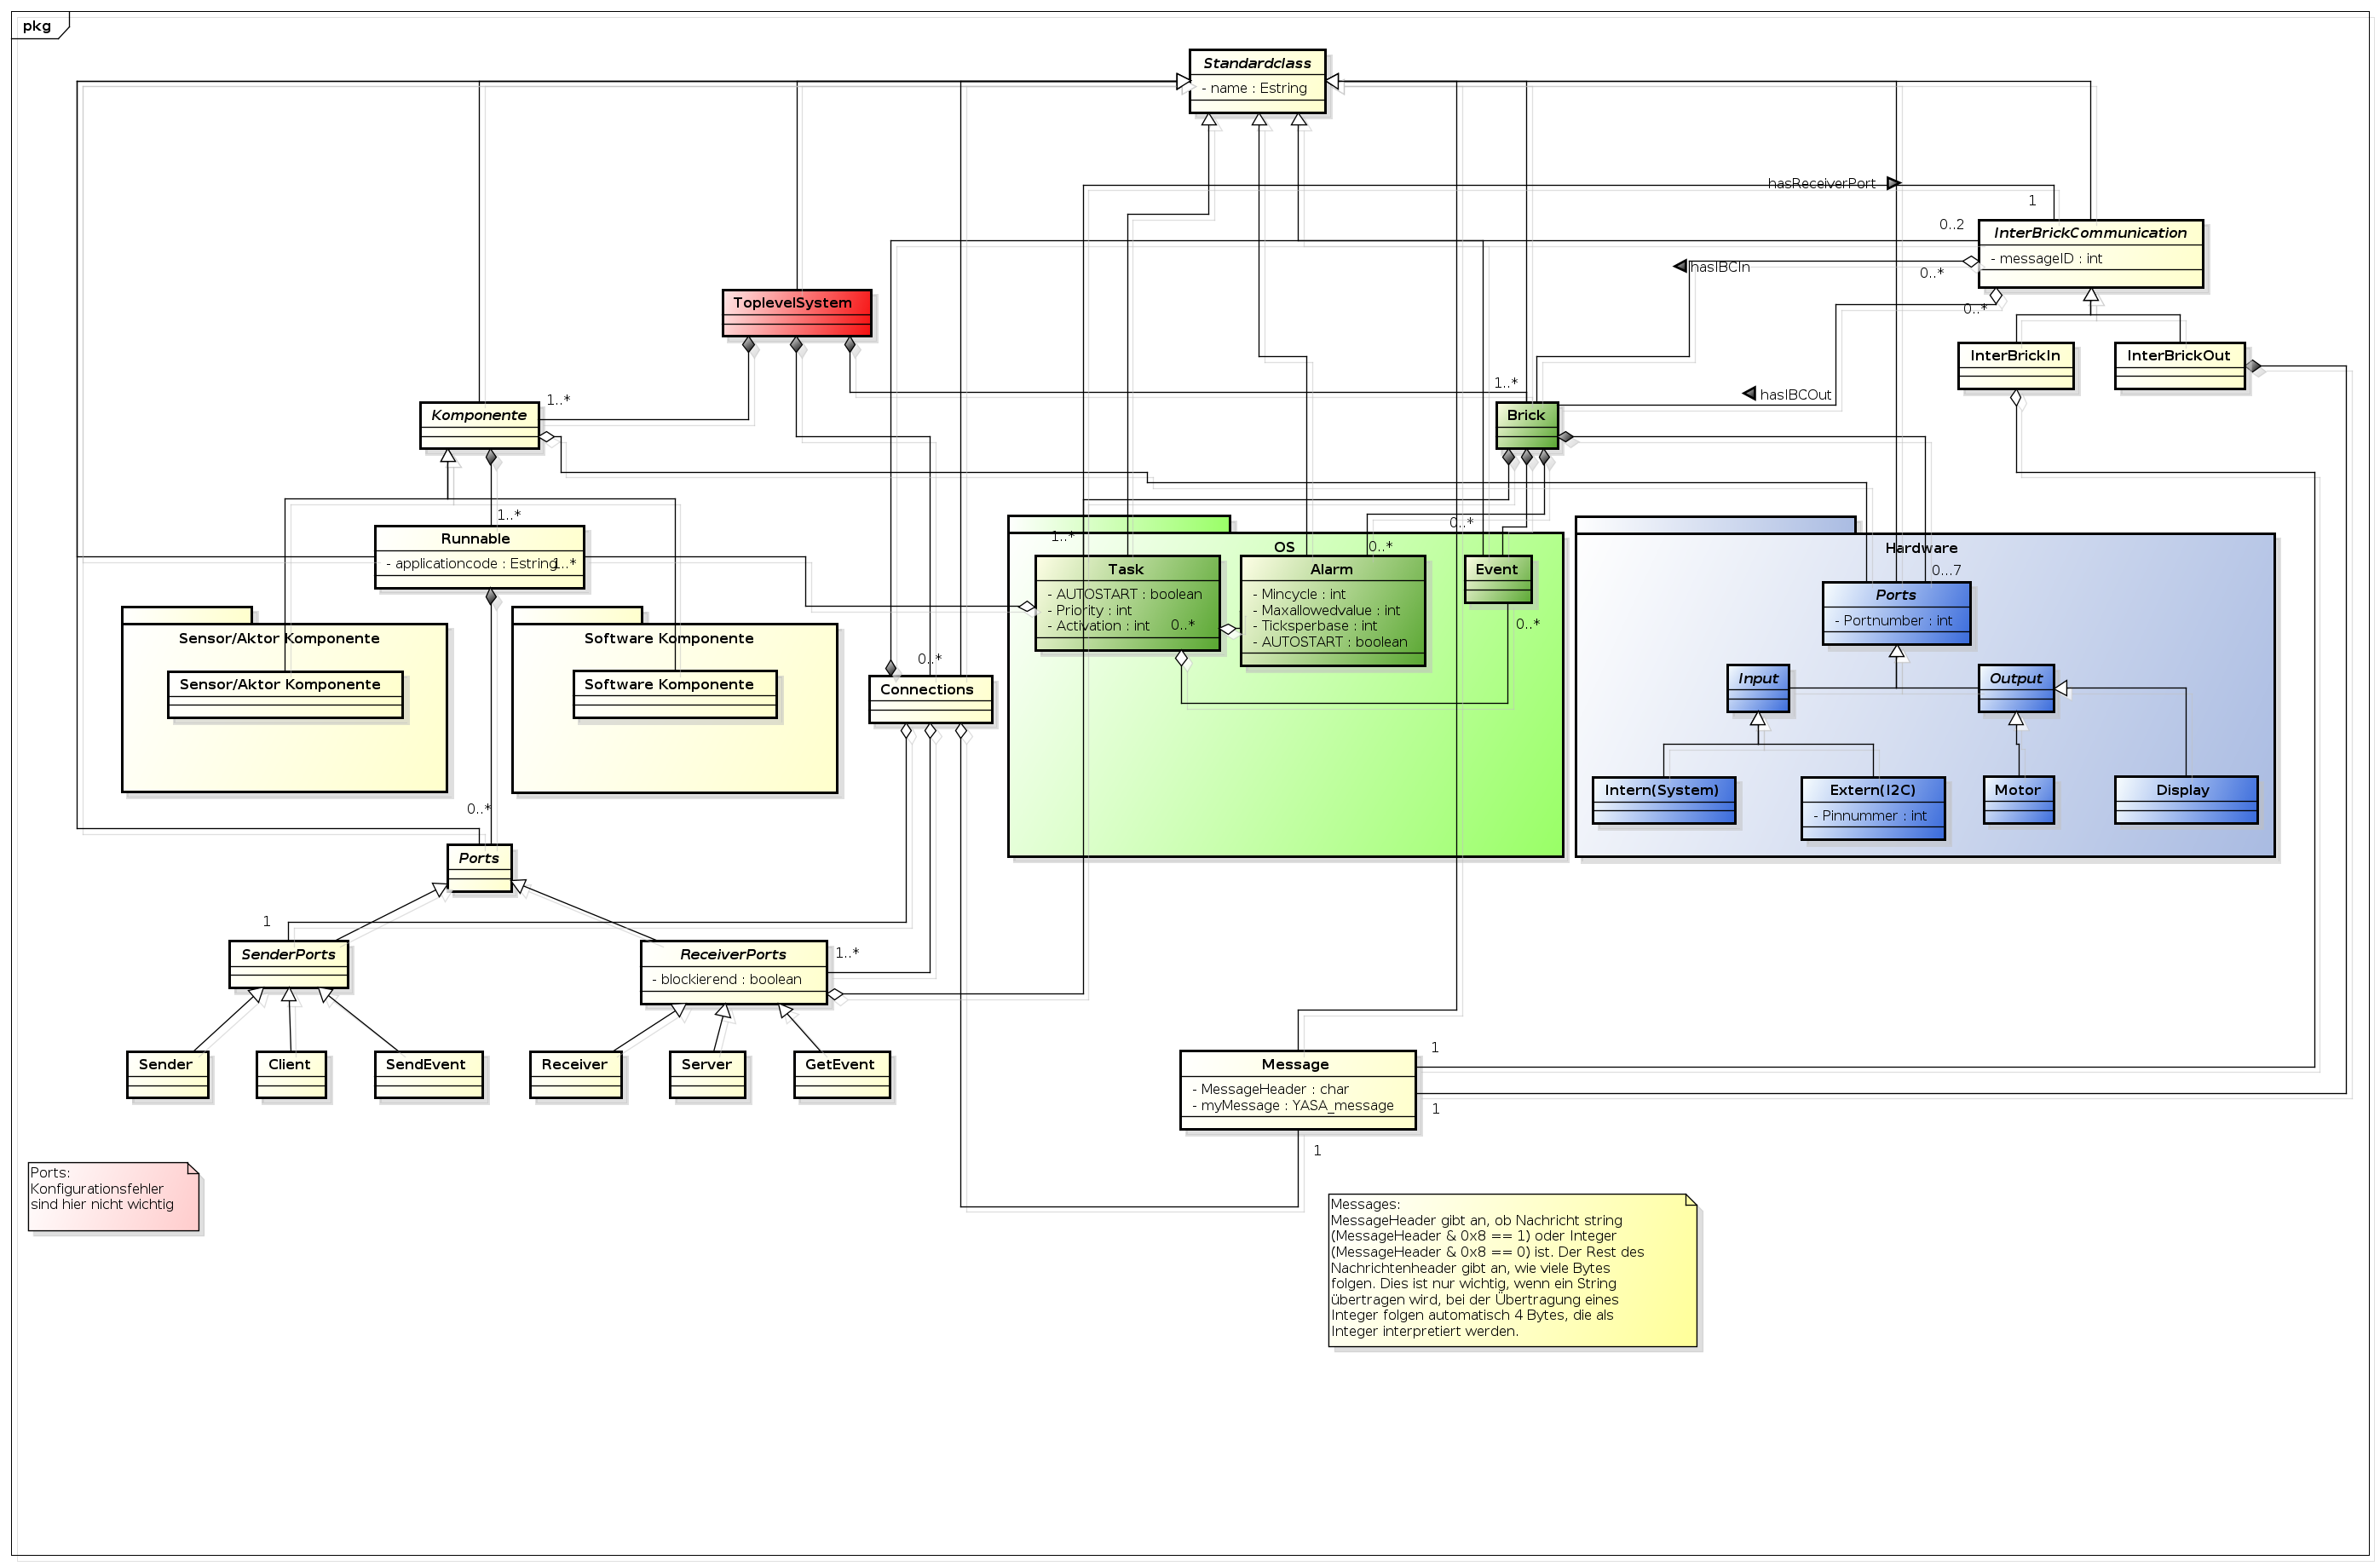 pkg
Standardclass
- name : Estring
hasReceiverPort
1
0..2
InterBrickCommunication
- messageID : int
hasIBCIn
0..*
0..*
ToplevelSystem
InterBrickIn
InterBrickOut
1..*
hasIBCOut
1..*
Komponente
Brick
1..*
Runnable
- applicationcode : Estring
1..*
0..*
1..*
OS
0..*
Hardware
Task
- AUTOSTART : boolean
- Priority : int
- Activation : int
0..*
Alarm
- Mincycle : int
- Maxallowedvalue : int
- Ticksperbase : int
- AUTOSTART : boolean
Event
0..*
0...7
Ports
- Portnumber : int
Sensor/Aktor Komponente
Sensor/Aktor Komponente
Software Komponente
Software Komponente
0..*
Connections
Input
Output
Intern(System)
Extern(I2C)
- Pinnummer : int
Motor
Display
0..*
Ports
1
SenderPorts
ReceiverPorts
- blockierend : boolean
1..*
Sender
Client
SendEvent
Receiver
Server
GetEvent
1
Message
- MessageHeader : char
- myMessage : YASA_message
1
1
Ports:
Konfigurationsfehler
sind hier nicht wichtig
Messages:
MessageHeader gibt an, ob Nachricht string
(MessageHeader & 0x8 == 1) oder Integer
(MessageHeader & 0x8 == 0) ist. Der Rest des
Nachrichtenheader gibt an, wie viele Bytes
folgen. Dies ist nur wichtig, wenn ein String
übertragen wird, bei der Übertragung eines
Integer folgen automatisch 4 Bytes, die als
Integer interpretiert werden.